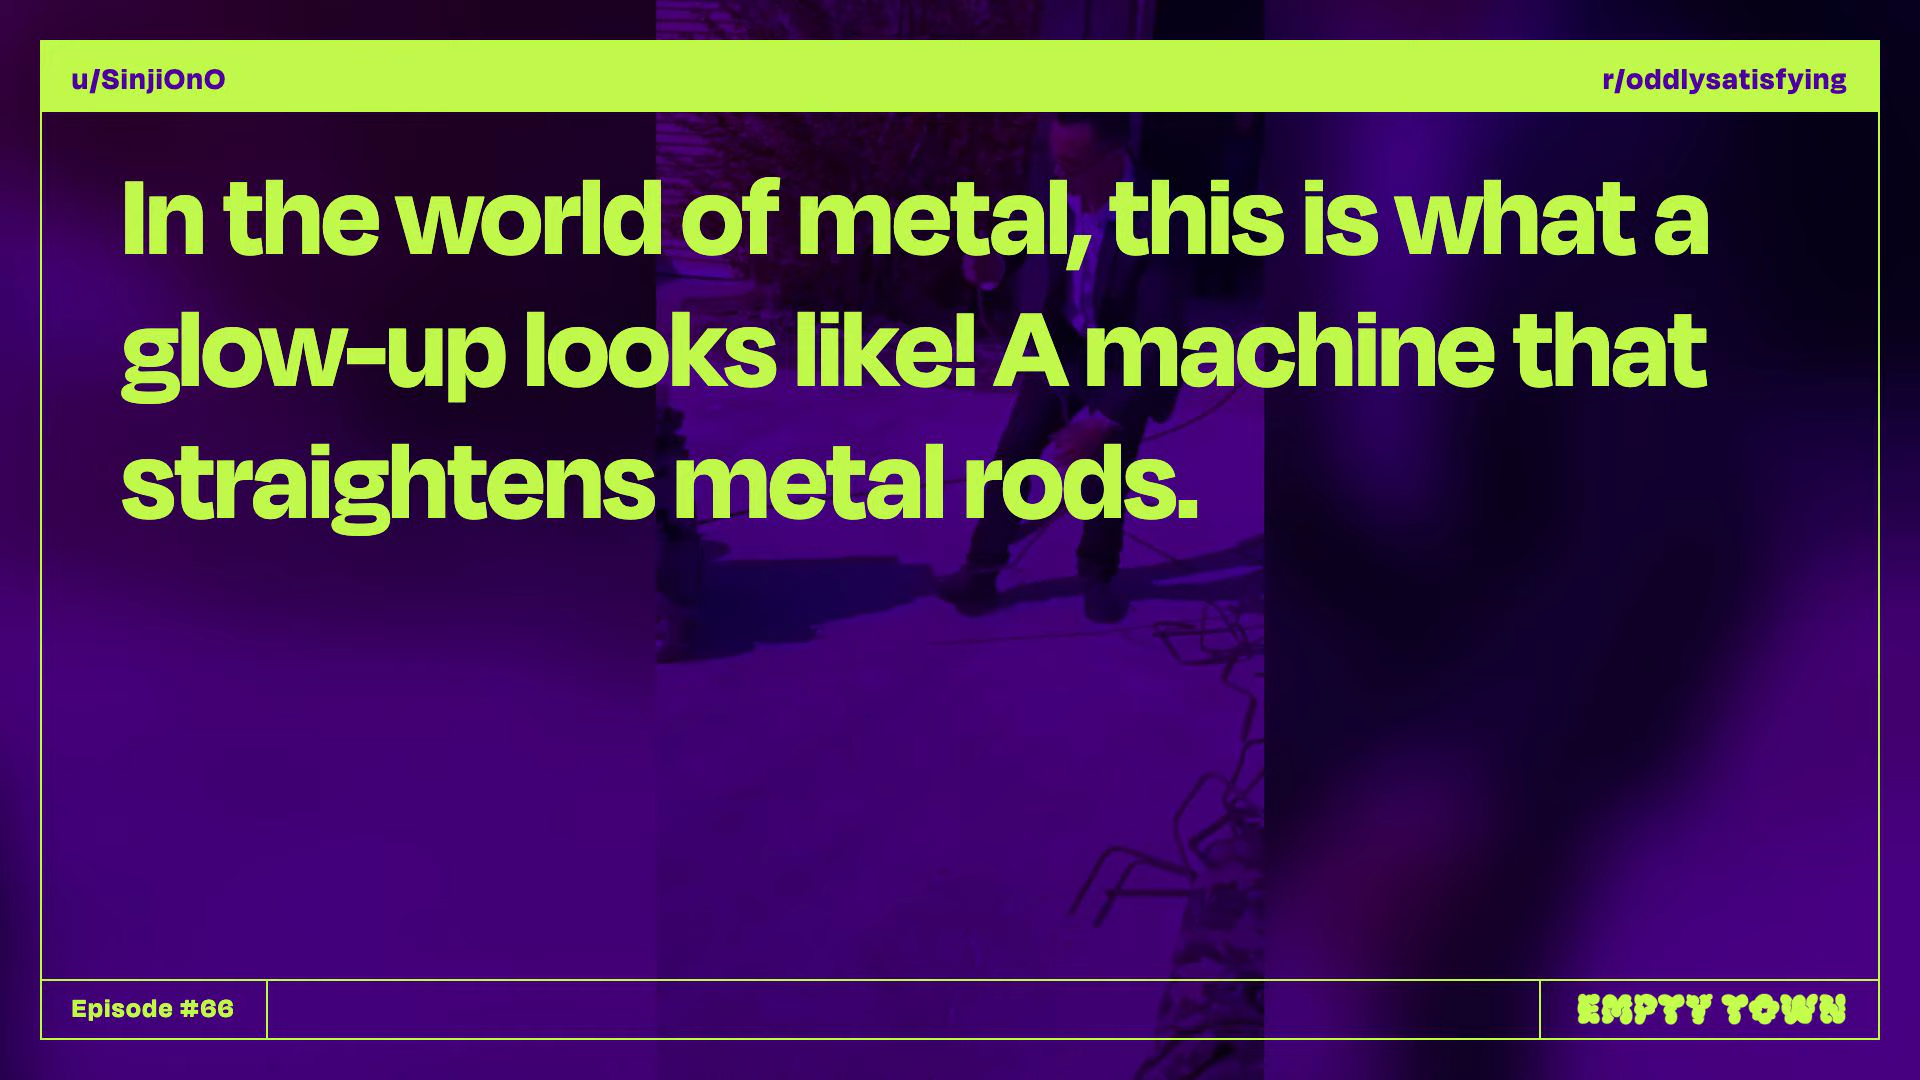 u/SinjiOnO
r/oddlysatisfying
In the world of metal, this is what a
glow-up looks like! A machine that
straightens metal rods.
Episode #66
EMPTY TOWN